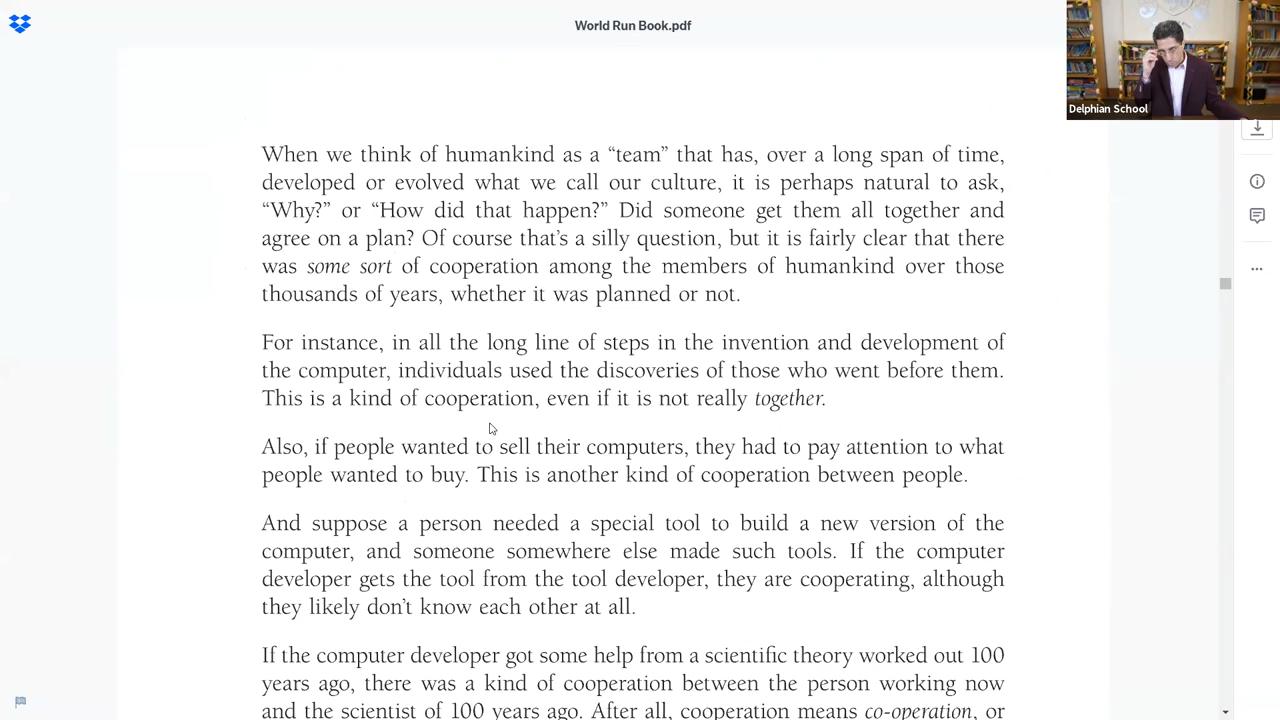 World Run Book.pdf
Delphian School
When we think of humankind as a “team” that has, over a long span of time,
developed or evolved what we call our culture, it is perhaps natural to ask,
“Why?” or “How did that happen?” Did someone get them all together and
agree on a plan? Of course that’s a silly question, but it is fairly clear that there
was some sort of cooperation among the members of humankind over those
thousands of years, whether it was planned or not.
For instance, in all the long line of steps in the invention and development of
the computer, individuals used the discoveries of those who went before them.
This is a kind of cooperation, even if it is not really together.
Also, if people wanted to sell their computers, they had to pay attention to what
people wanted to buy. This is another kind of cooperation between people.
And suppose a person needed a special tool to build a new version of the
computer, and someone somewhere else made such tools. If the computer
developer gets the tool from the tool developer, they are cooperating, although
they likely don’t know each other at all.
If the computer developer got some help from a scientific theory worked out 100
years ago, there was a kind of cooperation between the person working now
and the scientist of 100 years ago. After all, cooperation means co-operation, or